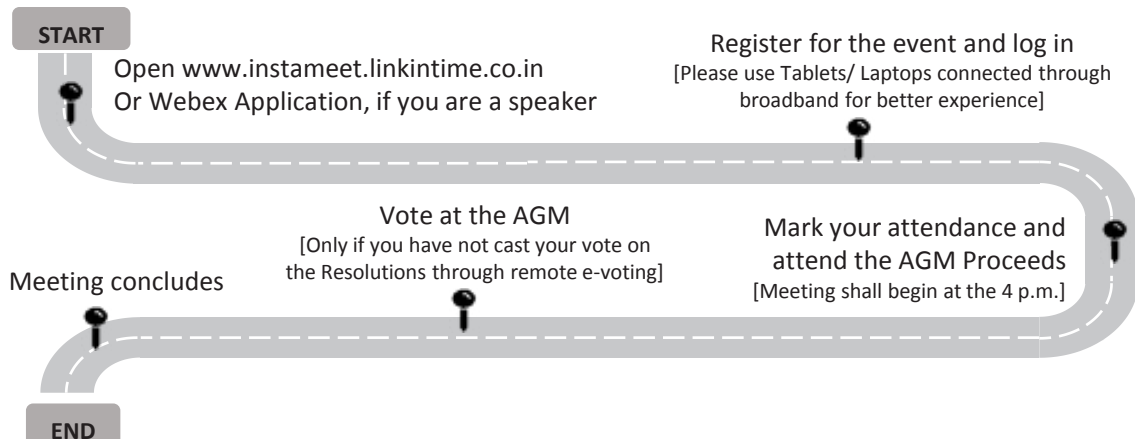 START
Open www.instameet.linkintime.co.in
Or Webex Application, if you are a speaker
Register for the event and log in
[Please use Tablets/ Laptops connected through
broadband for better experience]
Mark your attendance and
attend the AGM Proceeds
[Meeting shall begin at the 4 p.m.]
Vote at the AGM
[Only if you have not cast your vote on
the Resolutions through remote e-voting]
Meeting concludes
END